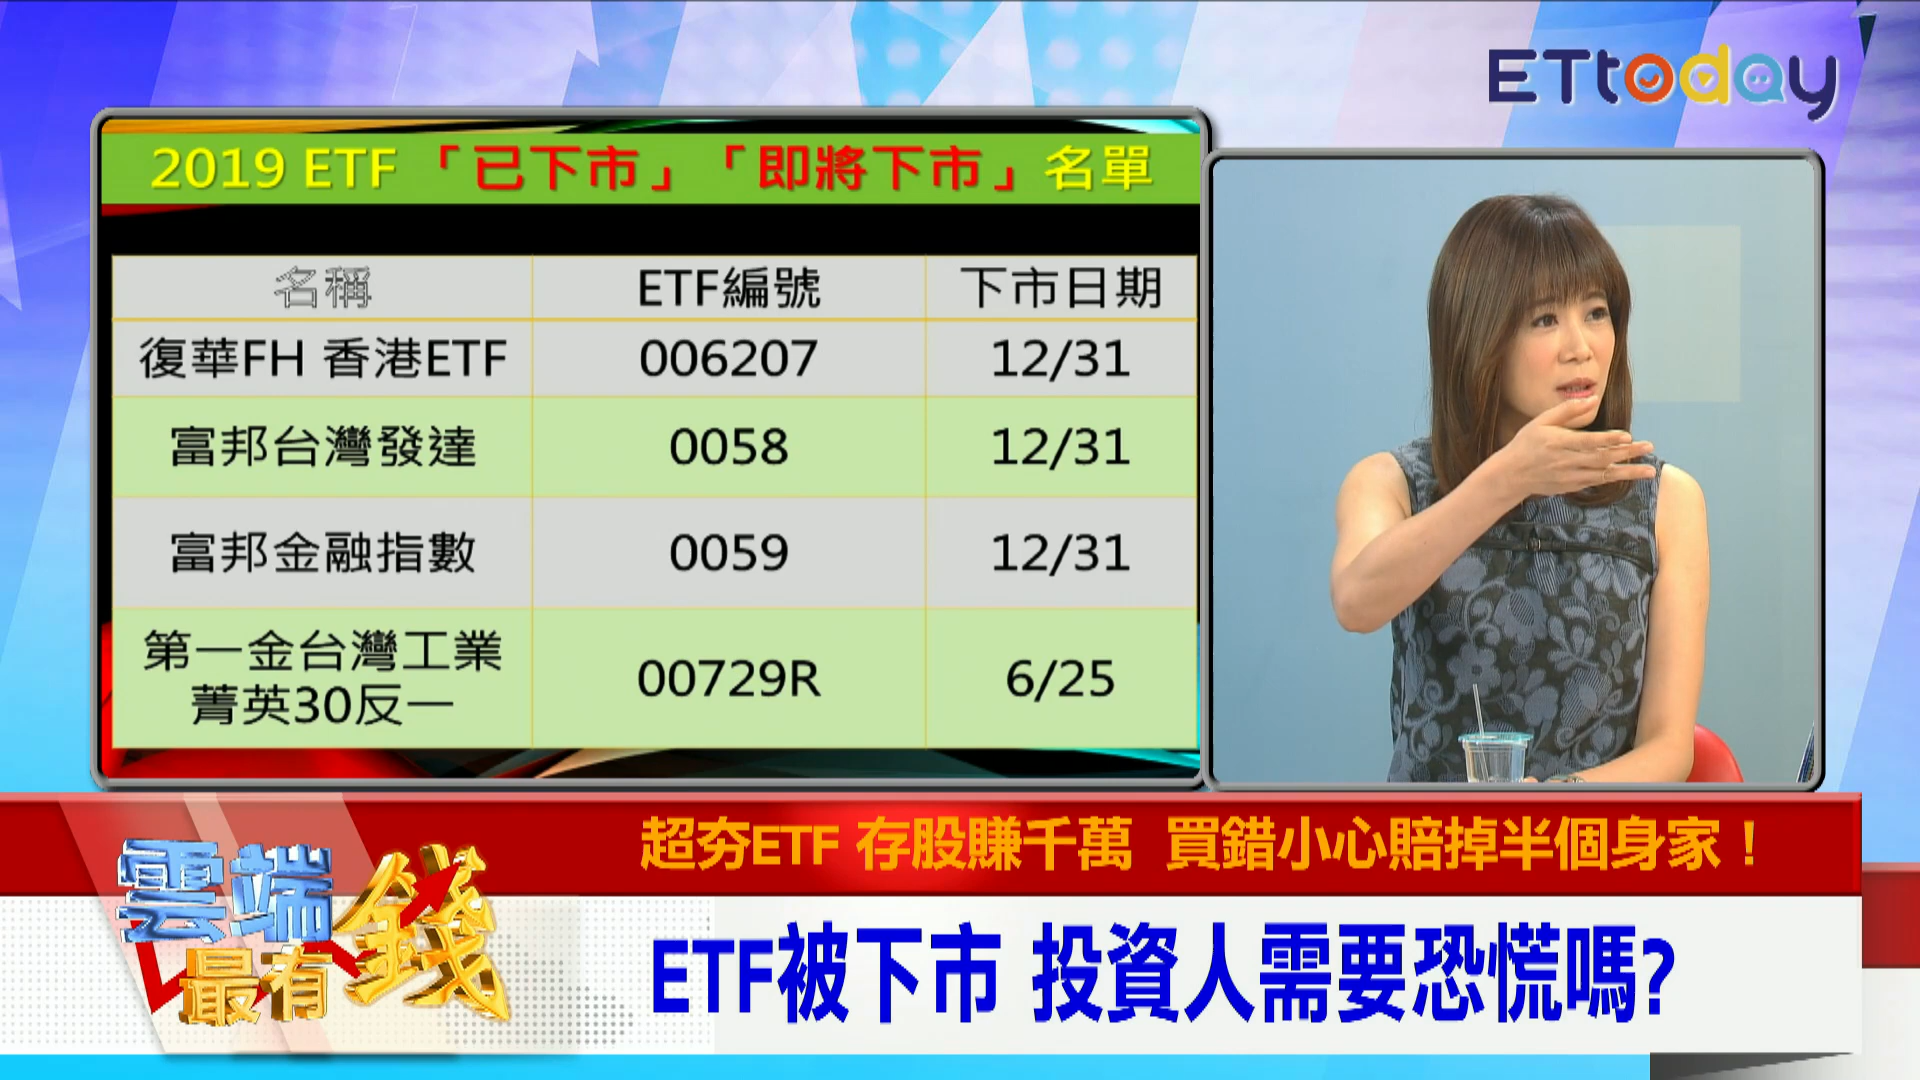 ETtoday
2019 ETF「已下市」「即將下市」名單
名稱 ETF編號 下市日期
復華FH 香港ETF 006207 12/31
富邦台灣發達 0058 12/31
富邦金融指數 0059 12/31
第一金台灣工業
菁英30反一 00729R 6/25
超夯ETF 存股賺千萬 買錯小心賠掉半個身家！
雲端
最有錢
ETF被下市 投資人需要恐慌嗎?